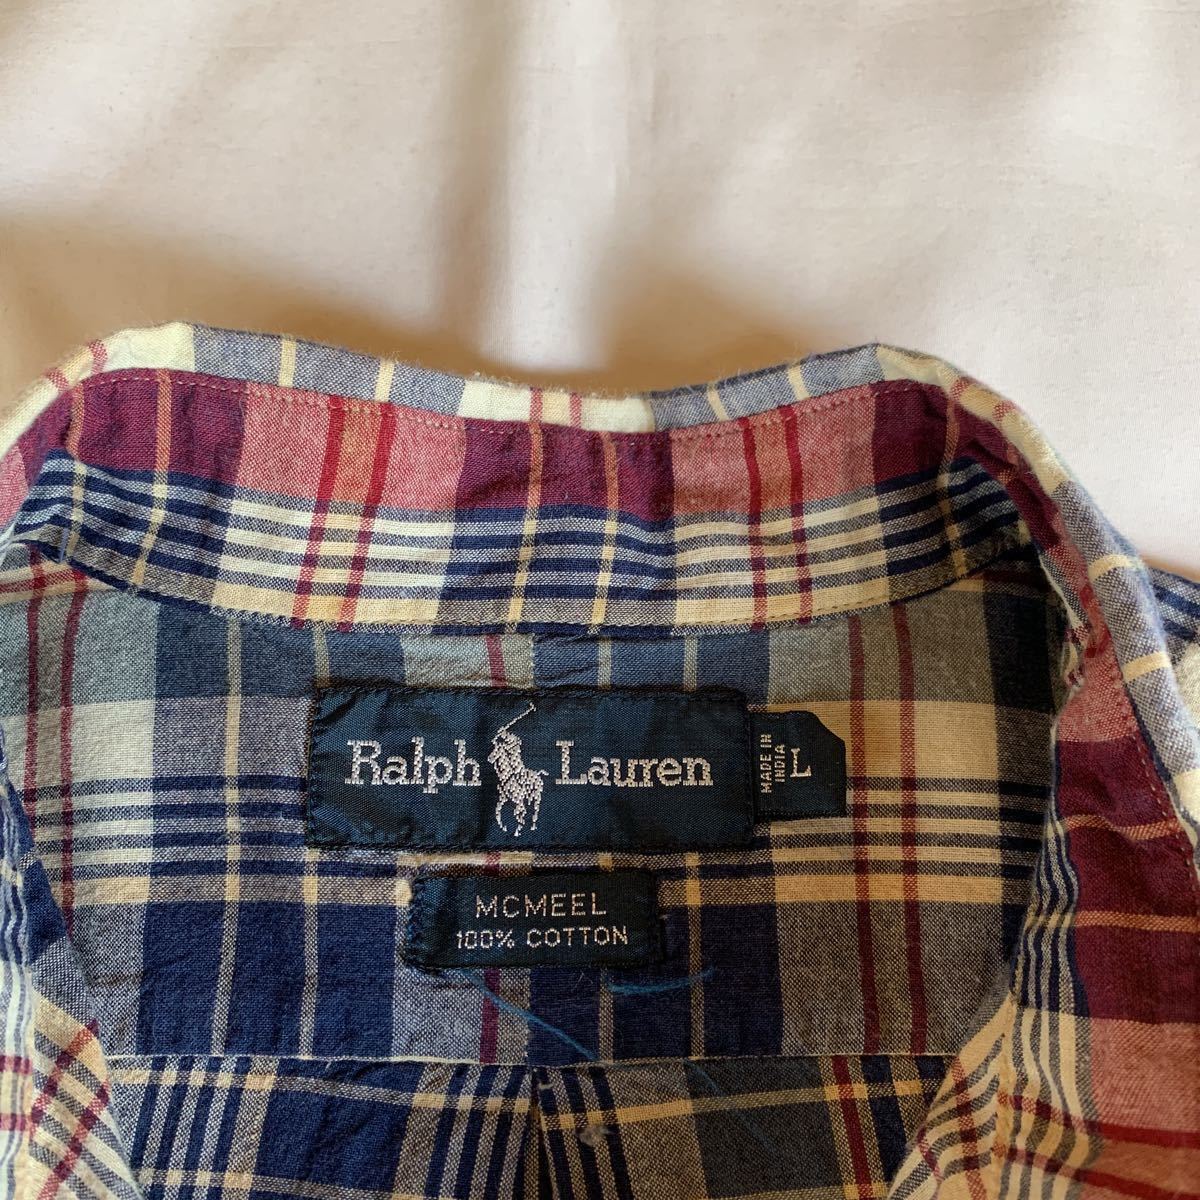 Ralph Lauren
MADE IN
INDIA
L
MCMEEL
100% COTTON